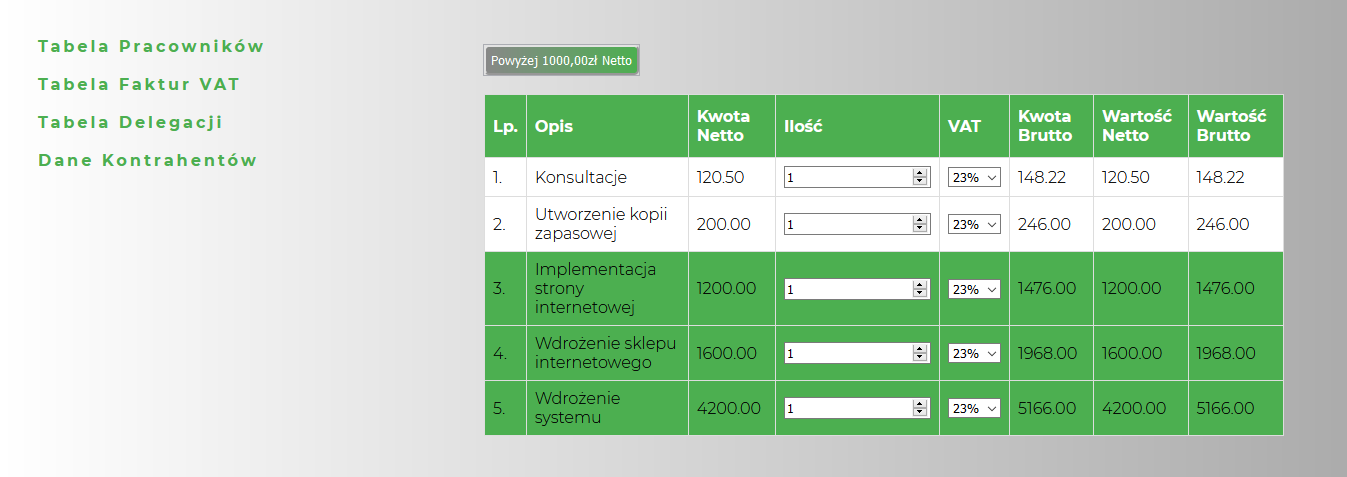 Tabela Pracowników
Tabela Faktur VAT
Tabela Delegacji
Dane Kontrahentów
Powyżej 1000,00zł Netto
Lp. Opis Kwota Netto Ilość VAT Kwota Brutto Wartość Netto Wartość Brutto
1. Konsultacje 120.50 1 23% 148.22 120.50 148.22
2. Utworzenie kopii zapasowej 200.00 1 23% 246.00 200.00 246.00
3. Implementacja strony internetowej 1200.00 1 23% 1476.00 1200.00 1476.00
4. Wdrożenie sklepu internetowego 1600.00 1 23% 1968.00 1600.00 1968.00
5. Wdrożenie systemu 4200.00 1 23% 5166.00 4200.00 5166.00